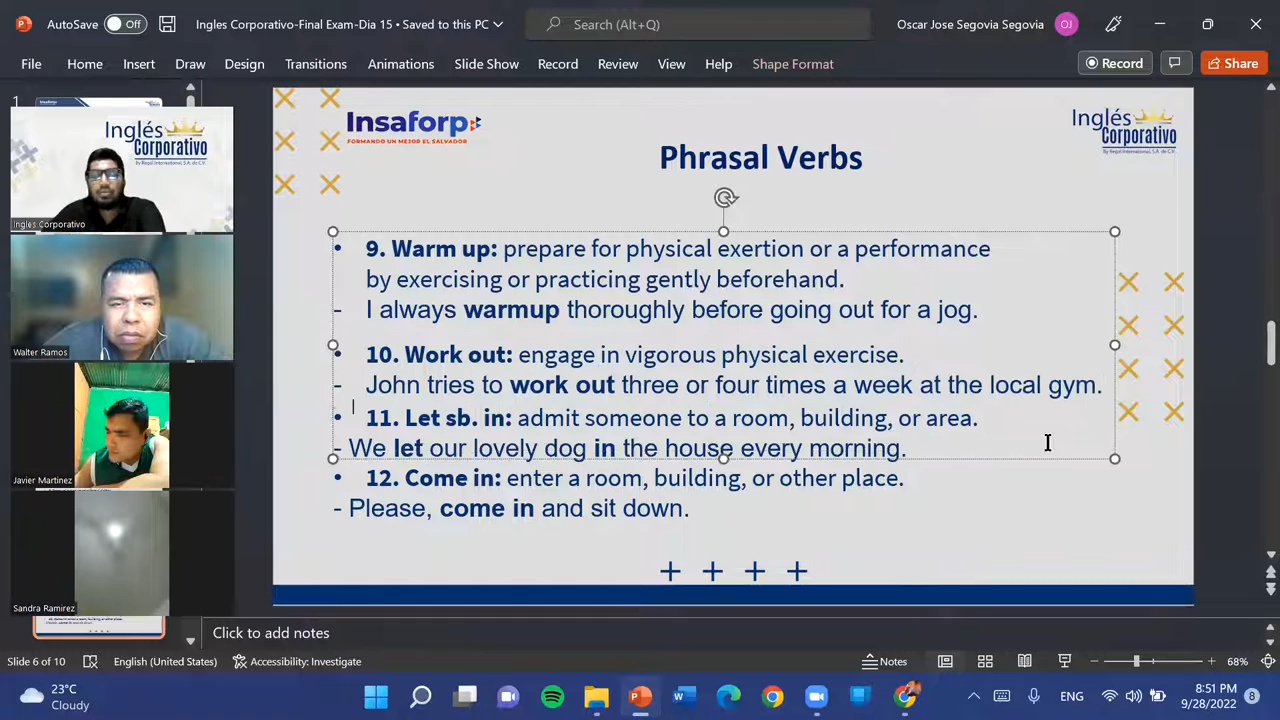 AutoSave Off Ingles Corporativo-Final Exam-Dia 15 • Saved to this PC Search (Alt+Q) Oscar Jose Segovia Segovia OJ
File Home Insert Draw Design Transitions Animations Slide Show Record Review View Help Shape Format Record Share
1
Inglés
Corporativo
Ingles Corporativo
Walter Ramos
Javier Martinez
Sandra Ramirez
Insaforp
FORMANDO UN MEJOR EL SALVADOR
Inglés
Corporativo
By Requi International, S.A. de C.V.
Phrasal Verbs
• 9. Warm up: prepare for physical exertion or a performance
by exercising or practicing gently beforehand.
- I always warmup thoroughly before going out for a jog.
• 10. Work out: engage in vigorous physical exercise.
- John tries to work out three or four times a week at the local gym.
• 11. Let sb. in: admit someone to a room, building, or area.
- We let our lovely dog in the house every morning.
• 12. Come in: enter a room, building, or other place.
- Please, come in and sit down.
Click to add notes
Slide 6 of 10 English (United States) Accessibility: Investigate Notes 68%
23°C
Cloudy
ENG
8:51 PM
9/28/2022
8